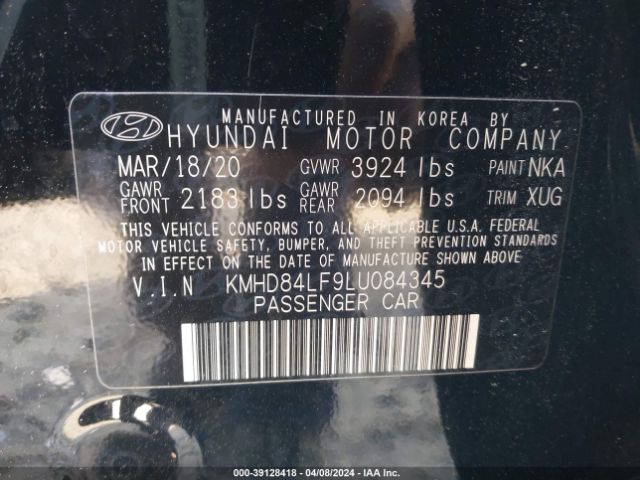 MANUFACTURED IN KOREA BY
HYUNDAI MOTOR COMPANY
MAR/18/20 GVWR 3924 lbs PAINT NKA
GAWR FRONT 2183 lbs GAWR REAR 2094 lbs TRIM XUG
THIS VEHICLE CONFORMS TO ALL APPLICABLE U.S.A. FEDERAL
MOTOR VEHICLE SAFETY, BUMPER, AND THEFT PREVENTION STANDARDS
IN EFFECT ON THE DATE OF MANUFACTURE SHOWN ABOVE.
V.I.N KMHD84LF9LU084345
PASSENGER CAR
000-39128418 | 04/08/2024 - IAA Inc.